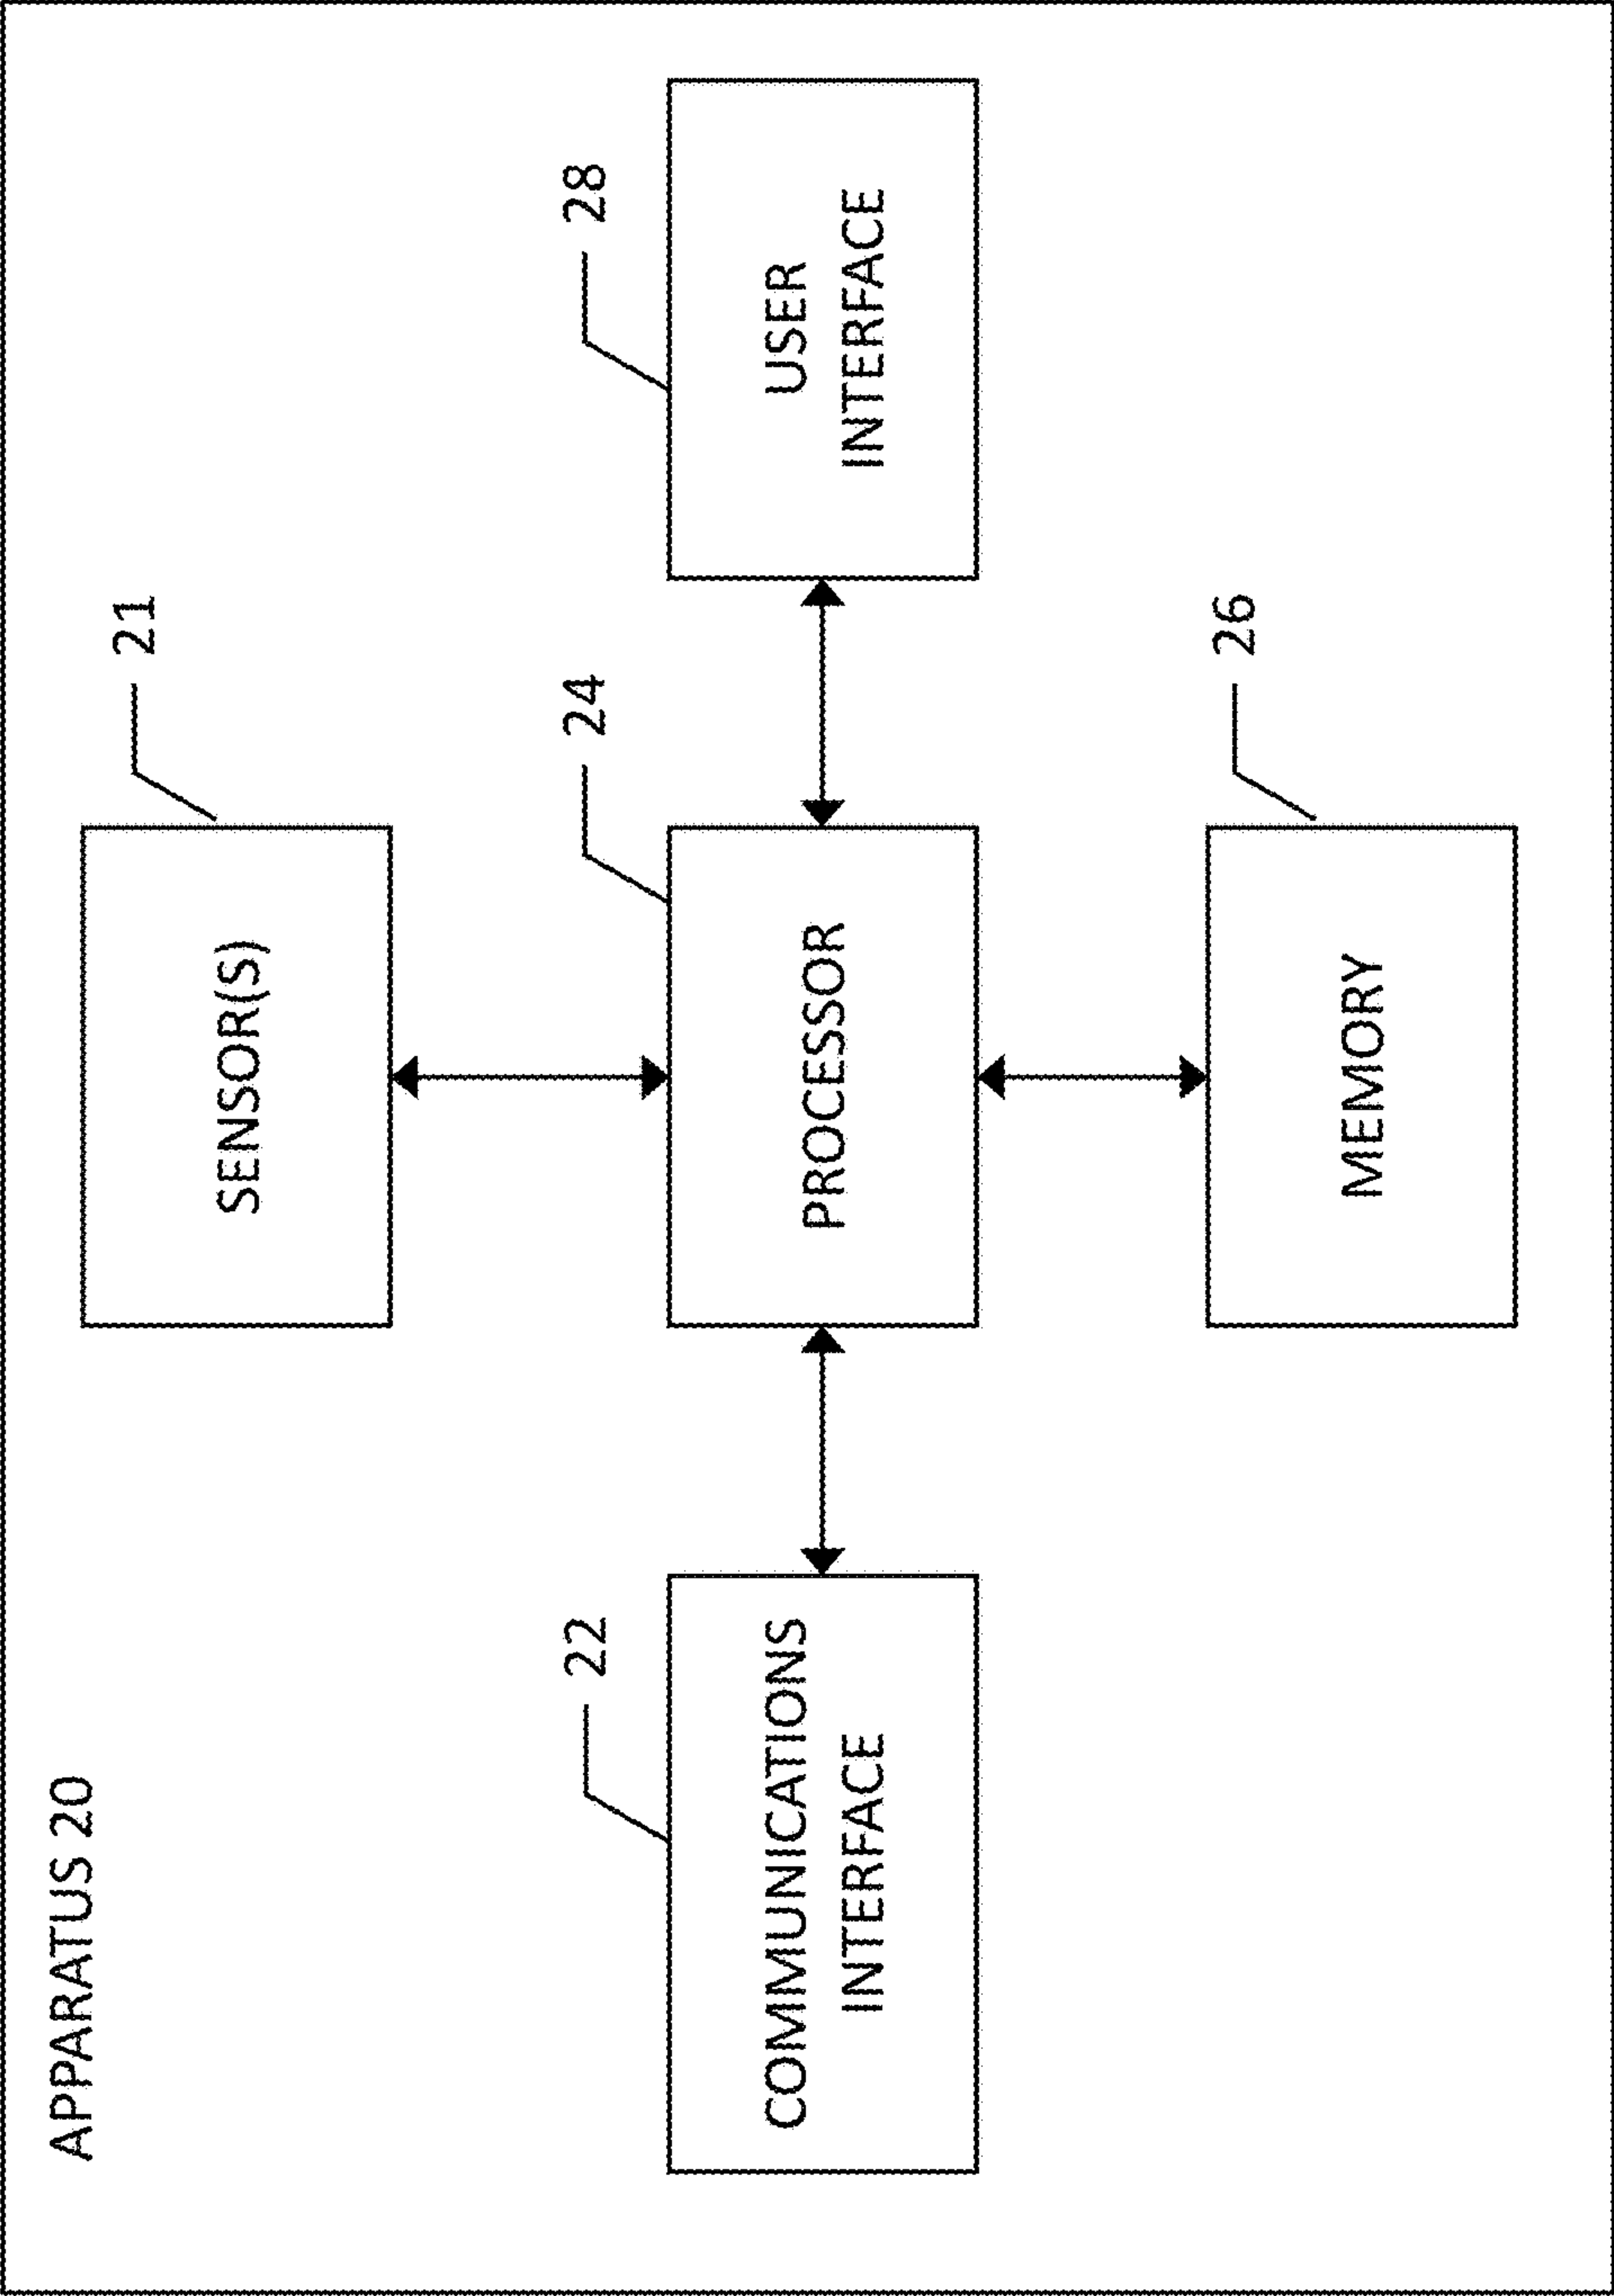 APPARATUS 20
21
SENSOR(S)
22
COMMUNICATIONS
INTERFACE
24
PROCESSOR
28
USER
INTERFACE
26
MEMORY